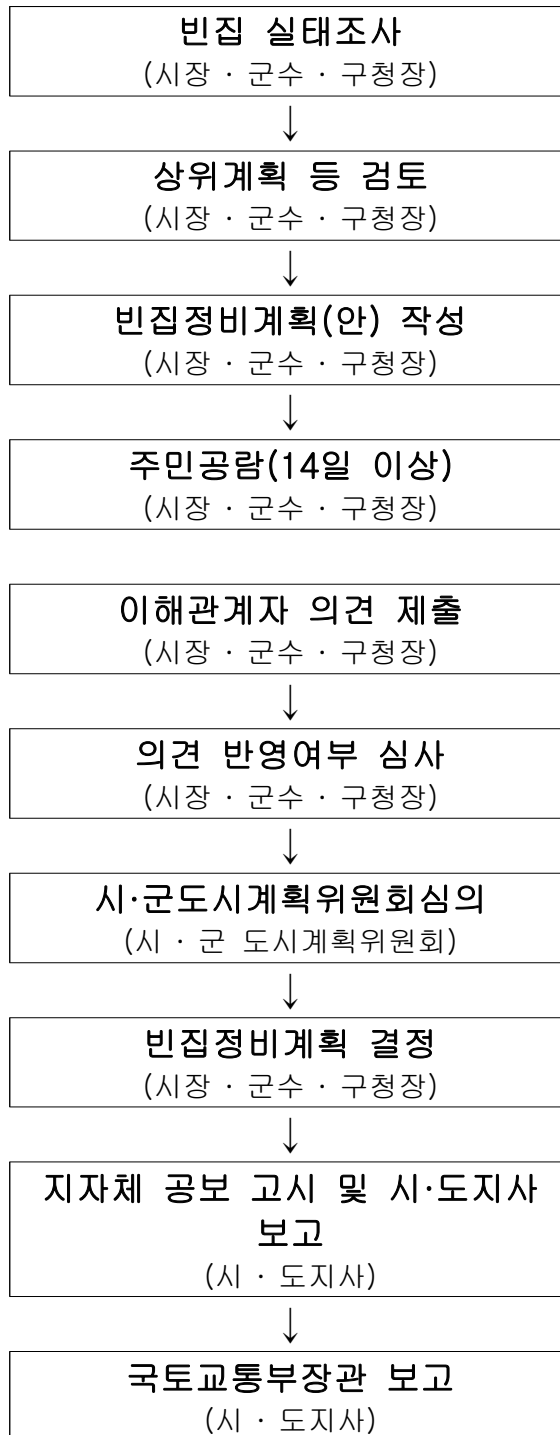 빈집 실태조사
(시장 · 군수 · 구청장)
↓
상위계획 등 검토
(시장 · 군수 · 구청장)
↓
빈집정비계획(안) 작성
(시장 · 군수 · 구청장)
↓
주민공람(14일 이상)
(시장 · 군수 · 구청장)
이해관계자 의견 제출
(시장 · 군수 · 구청장)
↓
의견 반영여부 심사
(시장 · 군수 · 구청장)
↓
시·군도시계획위원회심의
(시 · 군 도시계획위원회)
↓
빈집정비계획 결정
(시장 · 군수 · 구청장)
↓
지자체 공보 고시 및 시·도지사
보고
(시 · 도지사)
↓
국토교통부장관 보고
(시 · 도지사)